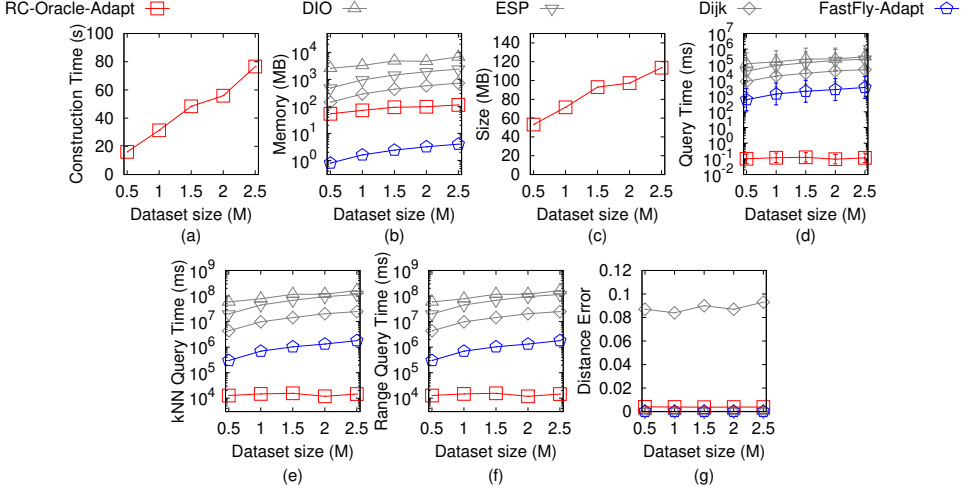 RC-Oracle-Adapt DIO ESP Dijk FastFly-Adapt
Construction Time (s)
100
80
60
40
20
0
0.5 1 1.5 2 2.5
Dataset size (M)
(a)
Memory (MB)
10^5
10^4
10^3
10^2
10^1
10^0
0.5 1 1.5 2 2.5
Dataset size (M)
(b)
Size (MB)
140
120
100
80
60
40
20
0
0.5 1 1.5 2 2.5
Dataset size (M)
(c)
Query Time (ms)
10^6
10^5
10^4
10^3
10^2
10^1
10^0
10^-1
10^-2
0.5 1 1.5 2 2.5
Dataset size (M)
(d)
kNN Query Time (ms)
10^9
10^8
10^7
10^6
10^5
10^4
0.5 1 1.5 2 2.5
Dataset size (M)
(e)
Range Query Time (ms)
10^9
10^8
10^7
10^6
10^5
10^4
0.5 1 1.5 2 2.5
Dataset size (M)
(f)
Distance Error
0.12
0.1
0.08
0.06
0.04
0.02
0
0.5 1 1.5 2 2.5
Dataset size (M)
(g)